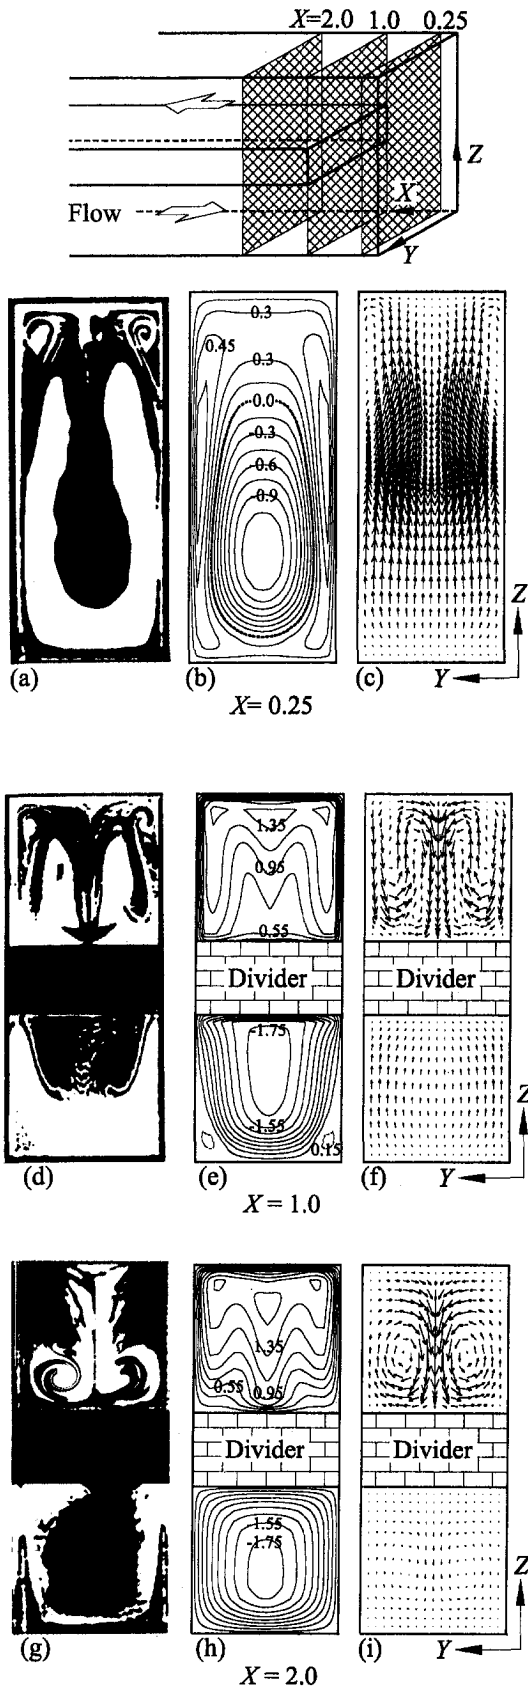 X=2.0 1.0 0.25
Z
Flow
X
Y
0.3
0.45
0.3
0.0
-0.3
-0.6
-0.9
Z
(a) (b) (c) Y
X= 0.25
1.35
0.95
0.55
Divider Divider
-1.75
-1.55
0.15
Z
(d) (e) (f) Y
X = 1.0
1.35
0.55 0.95
Divider Divider
-1.55
-1.75
Z
(g) (h) (i) Y
X = 2.0